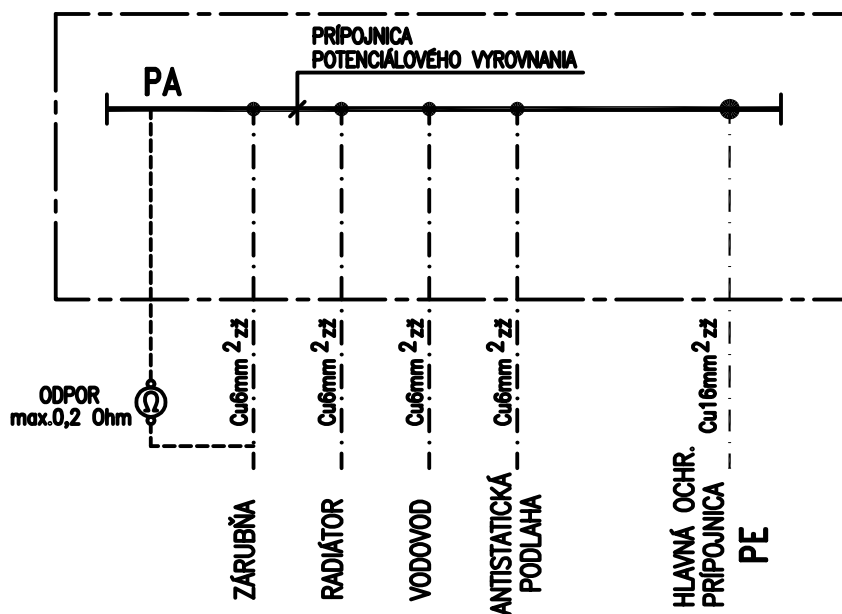 PRÍPOJNICA
POTENCIÁLOVÉHO VYROVNANIA
PA
Cu6mm²zž
Cu6mm²zž
Cu6mm²zž
Cu6mm²zž
Cu16mm²zž
ODPOR
max.0,2 Ohm
Ω
ZÁRUBŇA
RADIÁTOR
VODOVOD
ANTISTATICKÁ
PODLAHA
HLAVNÁ OCHR.
PRÍPOJNICA
PE